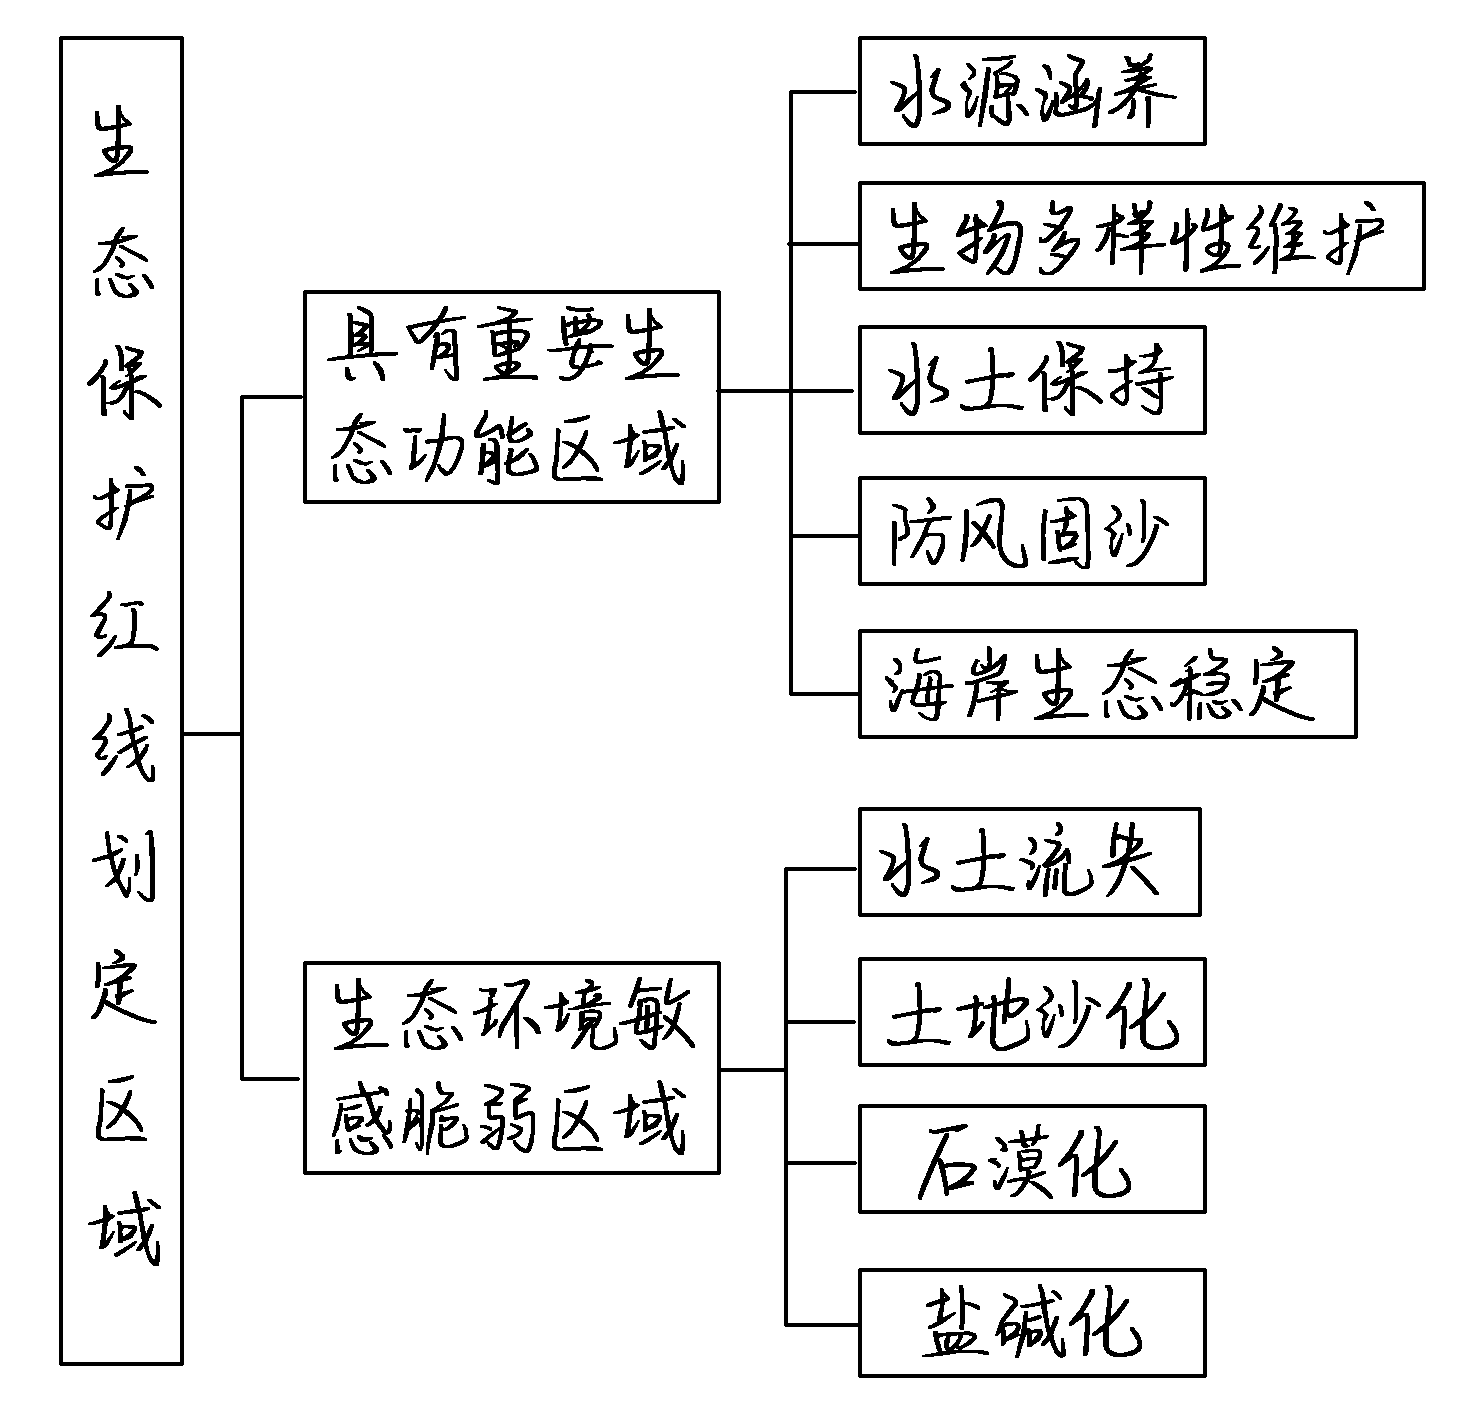 生态保护红线划定区域
具有重要生
态功能区域
水源涵养
生物多样性维护
水土保持
防风固沙
海岸生态稳定
生态环境敏
感脆弱区域
水土流失
土地沙化
石漠化
盐碱化